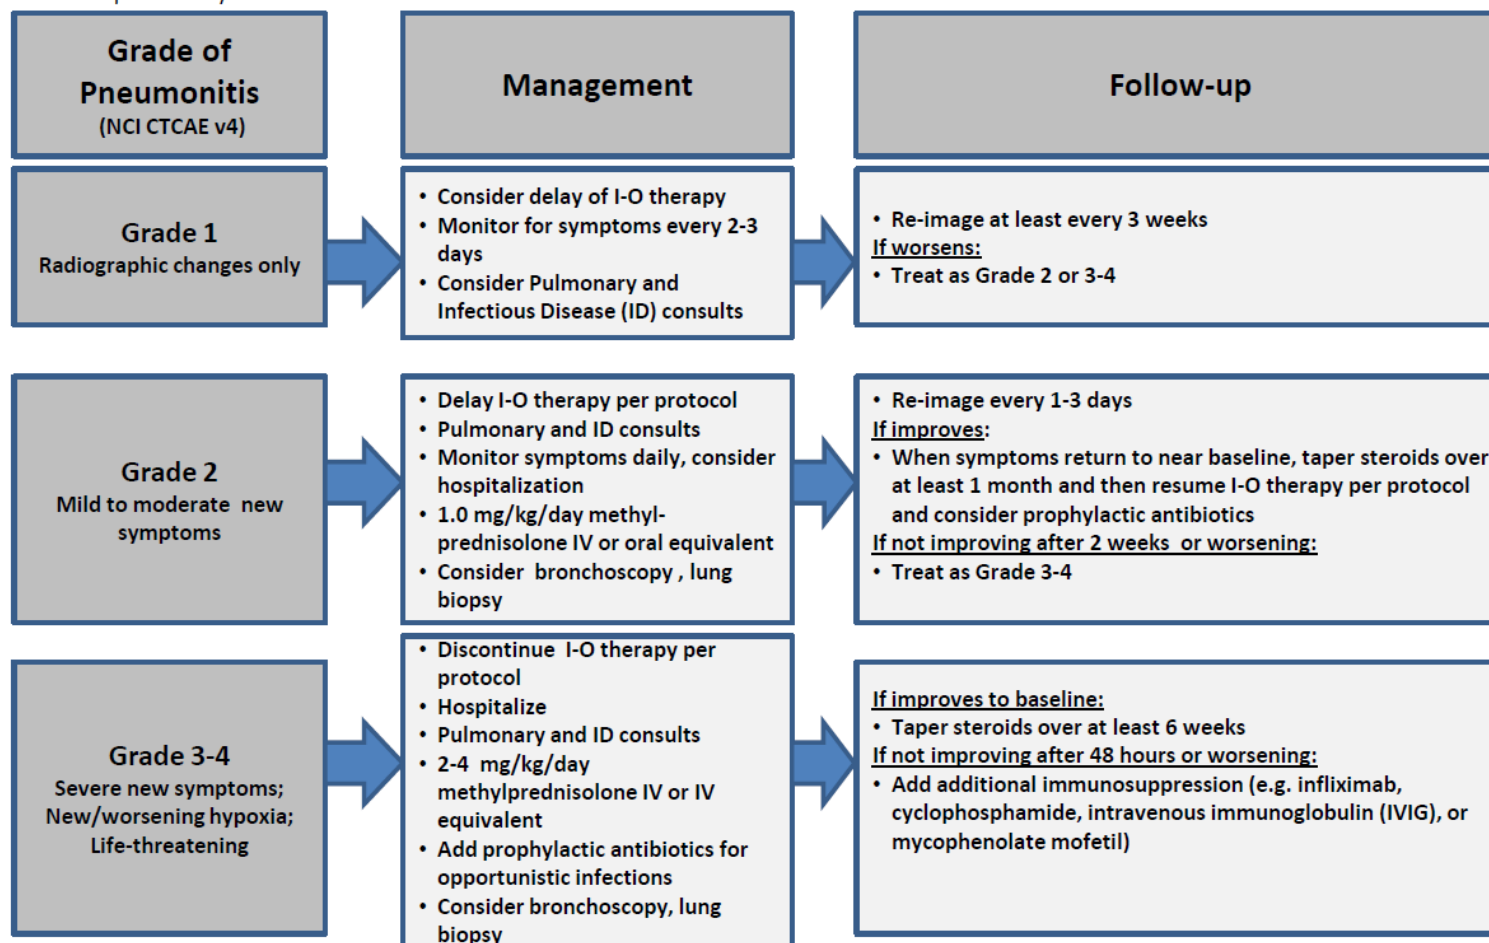 Grade of
Pneumonitis
(NCI CTCAE v4)
Management
Follow-up
Grade 1
Radiographic changes only
• Consider delay of I-O therapy
• Monitor for symptoms every 2-3
days
• Consider Pulmonary and
Infectious Disease (ID) consults
• Re-image at least every 3 weeks
If worsens:
• Treat as Grade 2 or 3-4
Grade 2
Mild to moderate new
symptoms
• Delay I-O therapy per protocol
• Pulmonary and ID consults
• Monitor symptoms daily, consider
hospitalization
• 1.0 mg/kg/day methyl-
prednisolone IV or oral equivalent
• Consider bronchoscopy , lung
biopsy
• Re-image every 1-3 days
If improves:
• When symptoms return to near baseline, taper steroids over
at least 1 month and then resume I-O therapy per protocol
and consider prophylactic antibiotics
If not improving after 2 weeks or worsening:
• Treat as Grade 3-4
Grade 3-4
Severe new symptoms;
New/worsening hypoxia;
Life-threatening
• Discontinue I-O therapy per
protocol
• Hospitalize
• Pulmonary and ID consults
• 2-4 mg/kg/day
methylprednisolone IV or IV
equivalent
• Add prophylactic antibiotics for
opportunistic infections
• Consider bronchoscopy, lung
biopsy
If improves to baseline:
• Taper steroids over at least 6 weeks
If not improving after 48 hours or worsening:
• Add additional immunosuppression (e.g. infliximab,
cyclophosphamide, intravenous immunoglobulin (IVIG), or
mycophenolate mofetil)